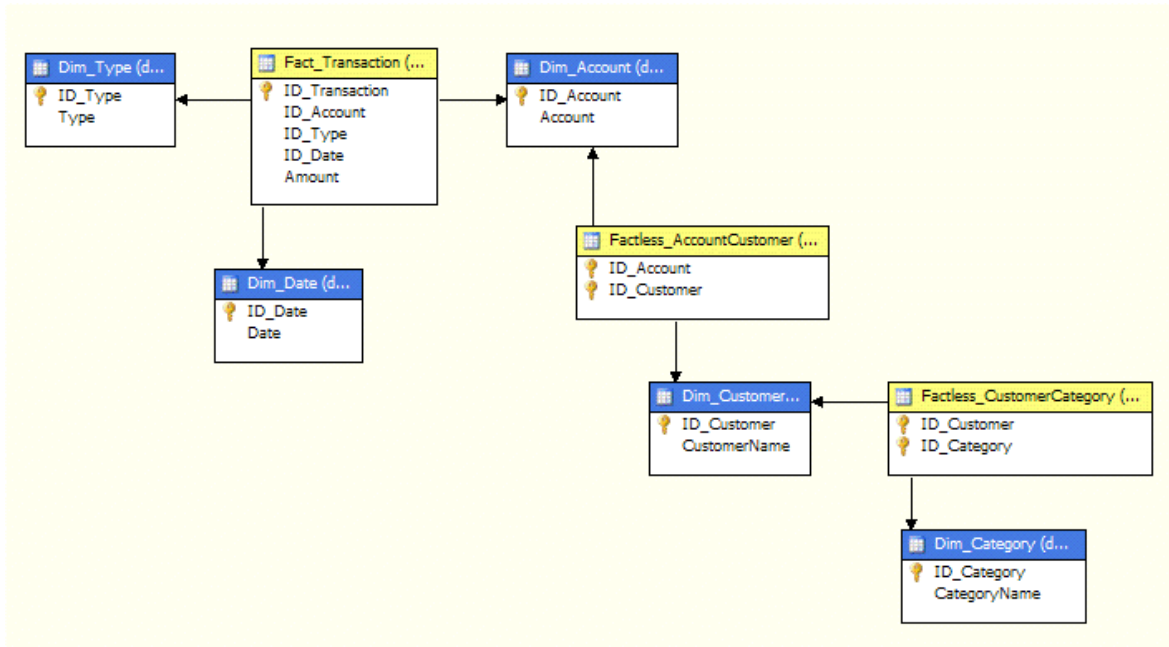 Dim_Type (d...
ID_Type
Type
Fact_Transaction (...
ID_Transaction
ID_Account
ID_Type
ID_Date
Amount
Dim_Account (d...
ID_Account
Account
Dim_Date (d...
ID_Date
Date
Factless_AccountCustomer (...
ID_Account
ID_Customer
Dim_Customer...
ID_Customer
CustomerName
Factless_CustomerCategory (...
ID_Customer
ID_Category
Dim_Category (d...
ID_Category
CategoryName